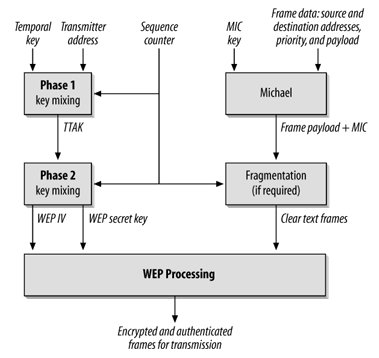 Temporal key
Transmitter address
Sequence counter
MIC key
Frame data: source and destination addresses, priority, and payload
Phase 1
key mixing
Michael
TTAK
Frame payload + MIC
Phase 2
key mixing
Fragmentation
(if required)
WEP IV
WEP secret key
Clear text frames
WEP Processing
Encrypted and authenticated
frames for transmission